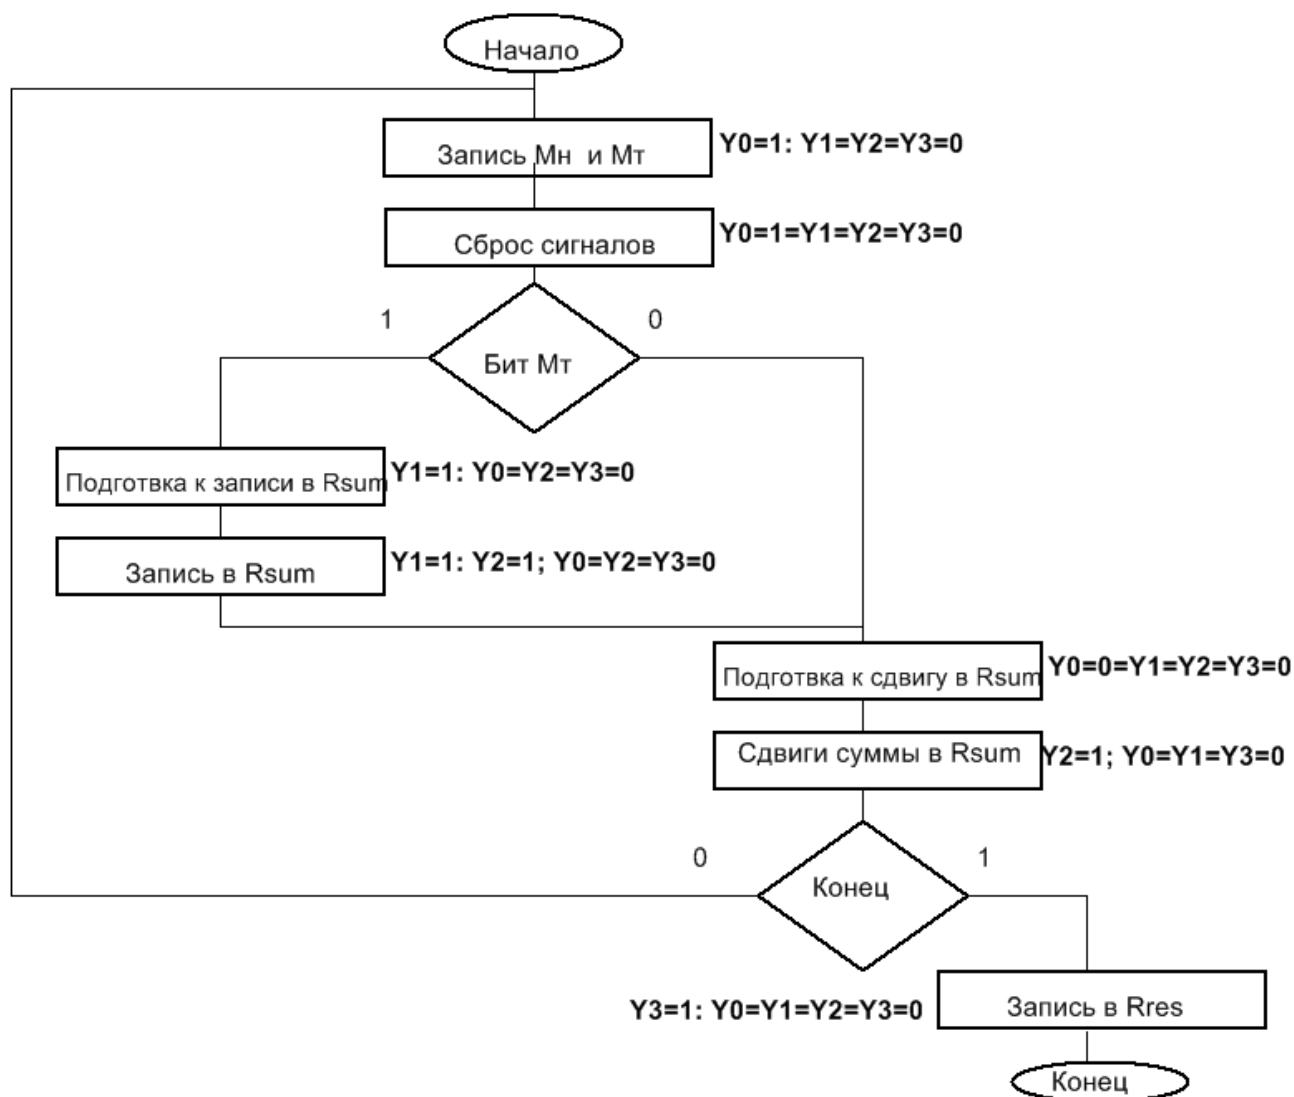 Начало
Запись Мн и Мт
Y0=1: Y1=Y2=Y3=0
Сброс сигналов
Y0=1=Y1=Y2=Y3=0
1
0
Бит Мт
Подготвка к записи в Rsum
Y1=1: Y0=Y2=Y3=0
Запись в Rsum
Y1=1: Y2=1; Y0=Y2=Y3=0
Подготвка к сдвигу в Rsum
Y0=0=Y1=Y2=Y3=0
Сдвиги суммы в Rsum
Y2=1; Y0=Y1=Y3=0
0
1
Конец
Y3=1: Y0=Y1=Y2=Y3=0
Запись в Rres
Конец